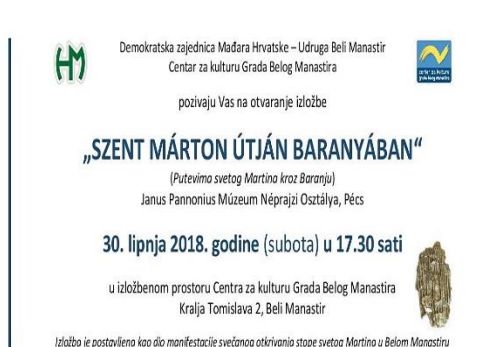 HM
Demokratska zajednica Mađara Hrvatske – Udruga Beli Manastir
Centar za kulturu Grada Belog Manastira
pozivaju Vas na otvaranje izložbe
„SZENT MÁRTON ÚTJÁN BARANYÁBAN“
(Putevima svetog Martina kroz Baranju)
Janus Pannonius Múzeum Néprajzi Osztálya, Pécs
30. lipnja 2018. godine (subota) u 17.30 sati
u izložbenom prostoru Centra za kulturu Grada Belog Manastira
Kralja Tomislava 2, Beli Manastir
Izložba je postavljena kao dio manifestacije svečanog otkrivanja stope svetog Martina u Belom Manastiru